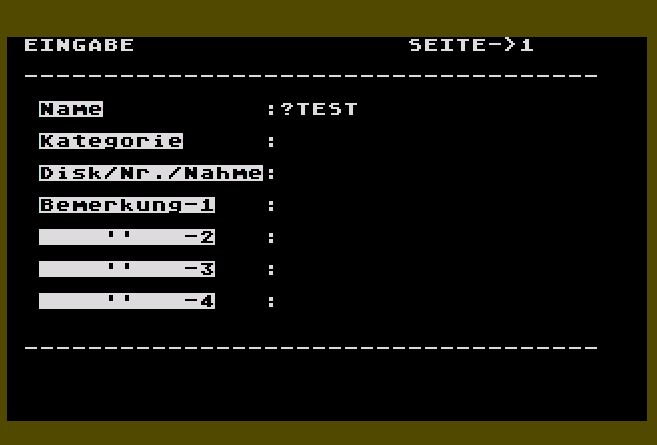 EINGABE SEITE->1
------------------------------------
Name :?TEST
Kategorie :
Disk/Nr./Nahme:
Bemerkung-1 :
'' -2 :
'' -3 :
'' -4 :
------------------------------------